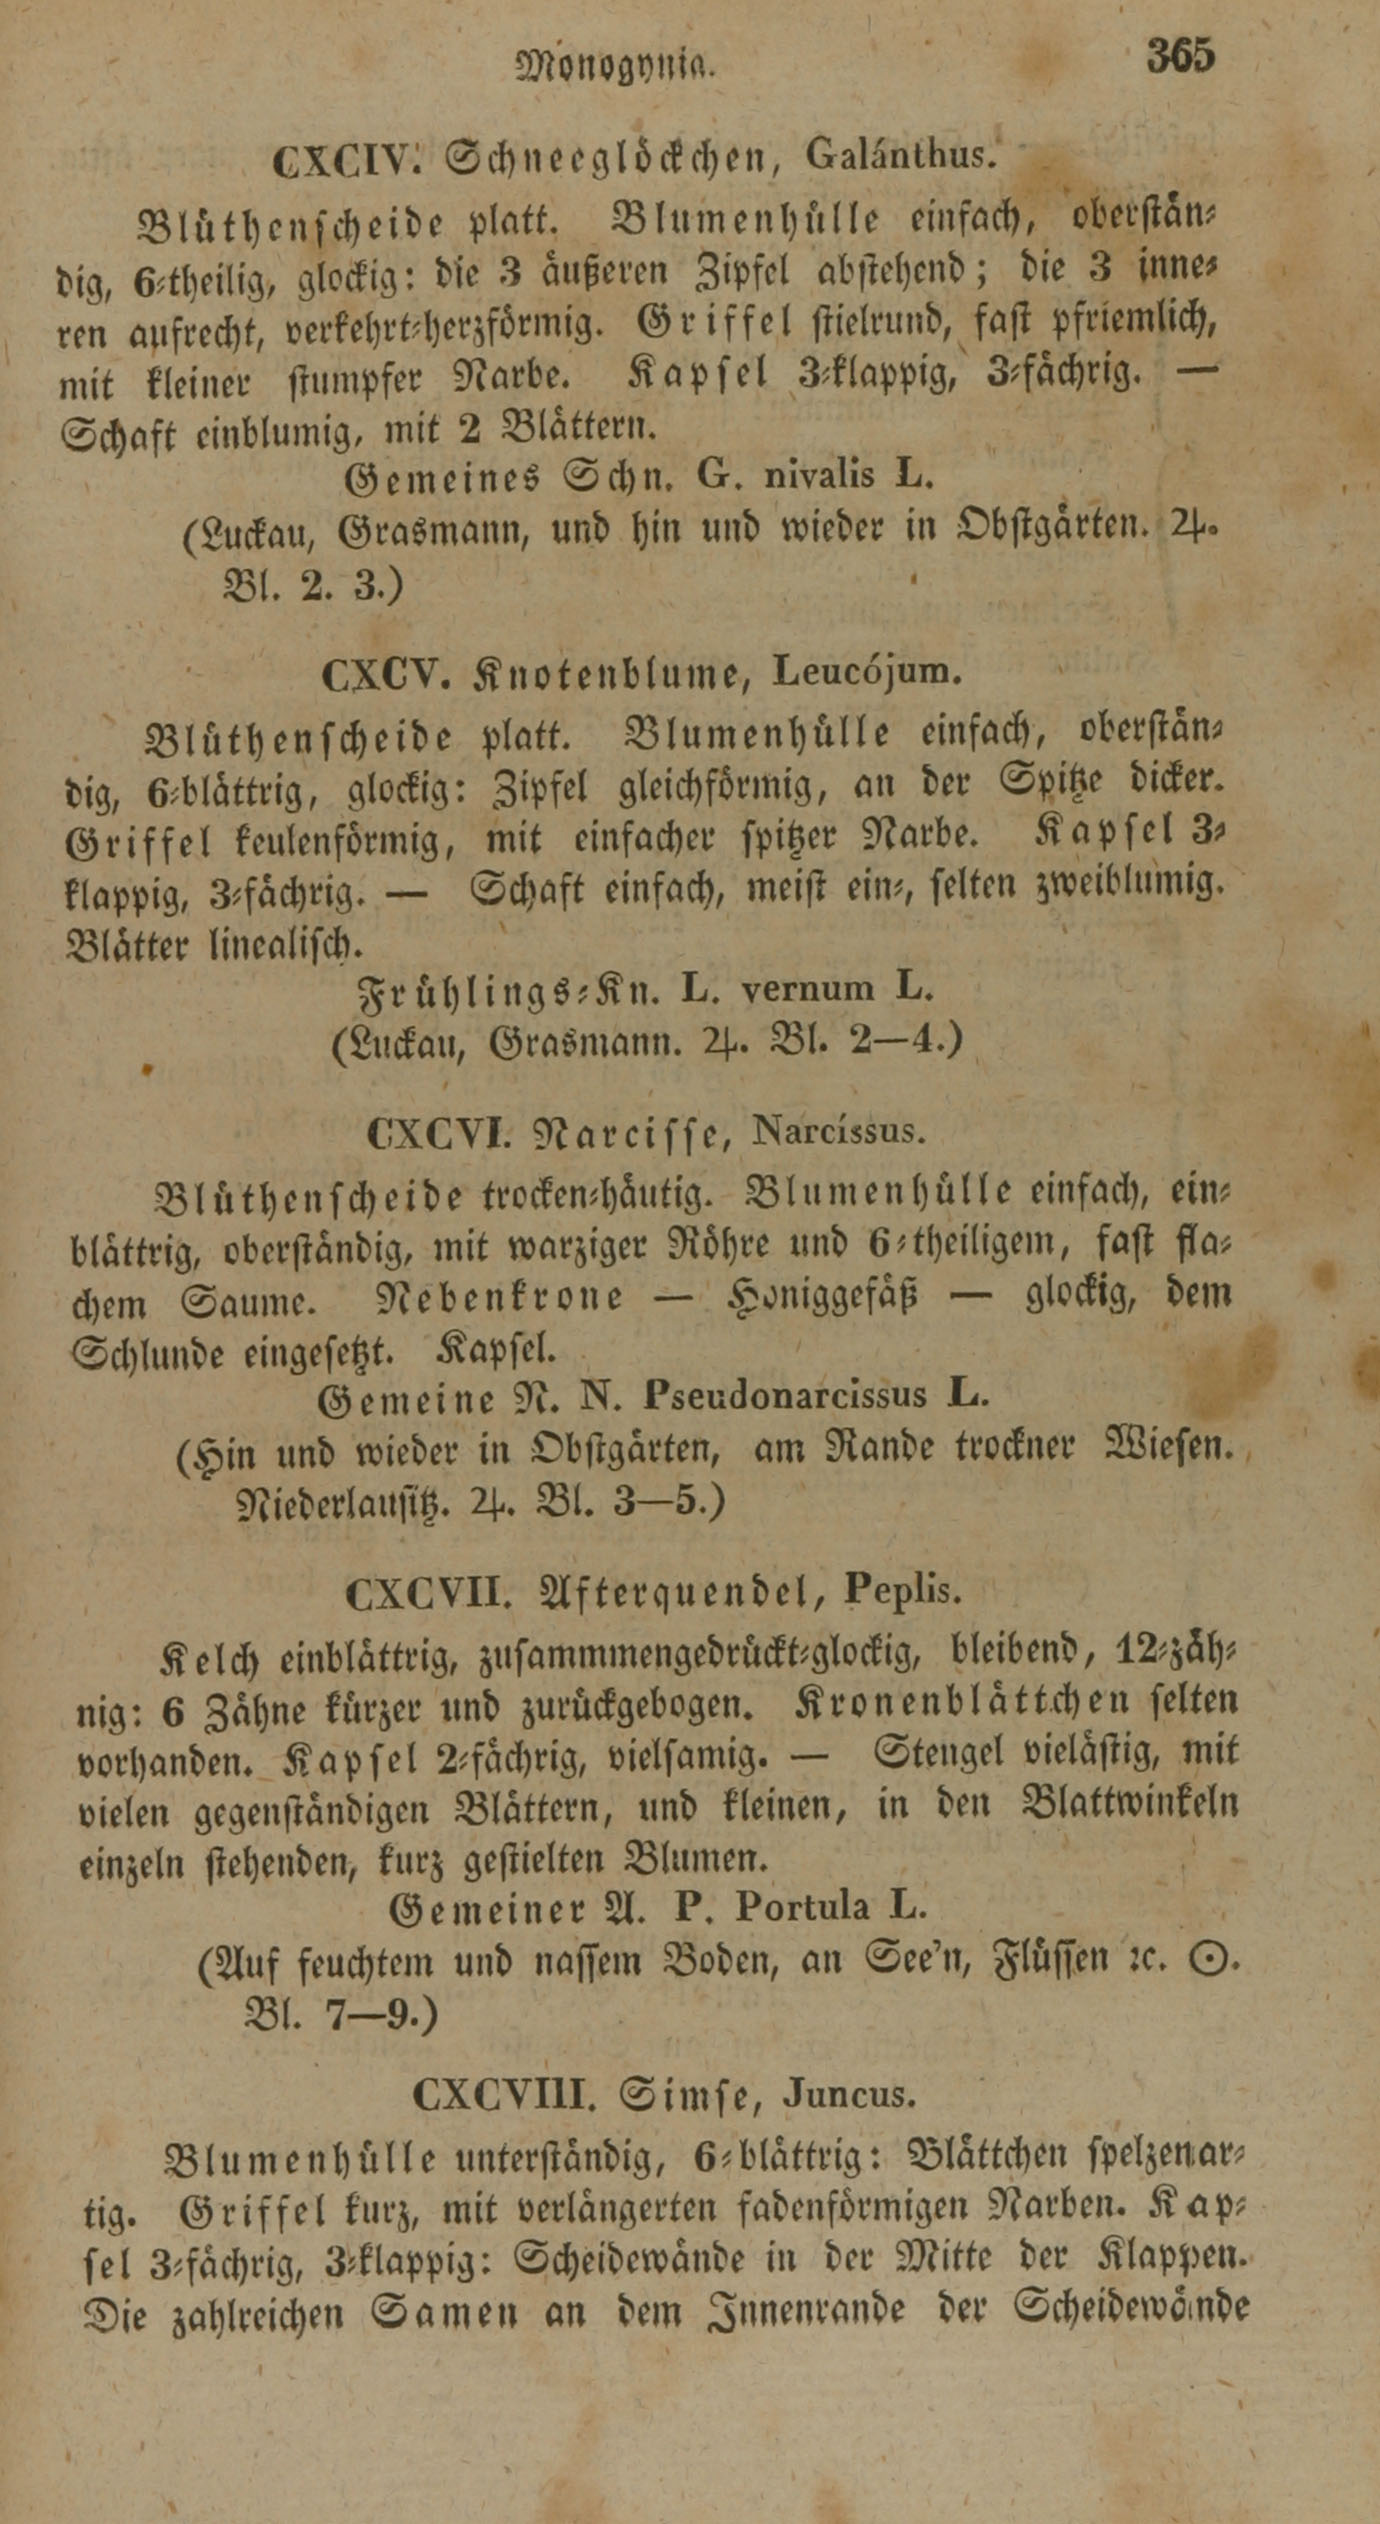 Monogynia. 365
CXCIV. Schneeglöckchen, Galánthus.
Blüthenscheide platt. Blumenhülle einfach, oberstän-
dig, 6-theilig, glockig: die 3 äußeren Zipfel abstehend; die 3 inne-
ren aufrecht, verkehrt-herzförmig. Griffel stielrund, fast pfriemlich,
mit kleiner stumpfer Narbe. Kapsel 3-klappig, 3-fächrig. —
Schaft einblumig, mit 2 Blättern.
Gemeines Schn. G. nivalis L.
(Luckau, Grasmann, und hin und wieder in Obstgärten. ♃.
Bl. 2. 3.)
CXCV. Knotenblume, Leucójum.
Blüthenscheide platt. Blumenhülle einfach, oberstän-
dig, 6-blättrig, glockig: Zipfel gleichförmig, an der Spitze dicker.
Griffel keulenförmig, mit einfacher spitzer Narbe. Kapsel 3-
klappig, 3-fächrig. — Schaft einfach, meist ein-, selten zweiblumig.
Blätter linealisch.
Frühlings-Kn. L. vernum L.
(Luckau, Grasmann. ♃. Bl. 2—4.)
CXCVI. Narcisse, Narcíssus.
Blüthenscheide trocken-häutig. Blumenhülle einfach, ein-
blättrig, oberständig, mit warziger Röhre und 6-theiligem, fast fla-
chem Saume. Nebenkrone — Honiggefäß — glockig, dem
Schlunde eingesetzt. Kapsel.
Gemeine N. N. Pseudonarcissus L.
(Hin und wieder in Obstgärten, am Rande trockner Wiesen.
Niederlausitz. ♃. Bl. 3—5.)
CXCVII. Afterquendel, Peplis.
Kelch einblättrig, zusammmengedrückt-glockig, bleibend, 12-zäh-
nig: 6 Zähne kürzer und zurückgebogen. Kronenblättchen selten
vorhanden. Kapsel 2-fächrig, vielsamig. — Stengel vielästig, mit
vielen gegenständigen Blättern, und kleinen, in den Blattwinkeln
einzeln stehenden, kurz gestielten Blumen.
Gemeiner A. P. Portula L.
(Auf feuchtem und nassem Boden, an See'n, Flüssen ꝛc. ☉.
Bl. 7—9.)
CXCVIII. Simse, Juncus.
Blumenhülle unterständig, 6-blättrig: Blättchen spelzenar-
tig. Griffel kurz, mit verlängerten fadenförmigen Narben. Kap-
sel 3-fächrig, 3-klappig: Scheidewände in der Mitte der Klappen.
Die zahlreichen Samen an dem Innenrande der Scheidewände